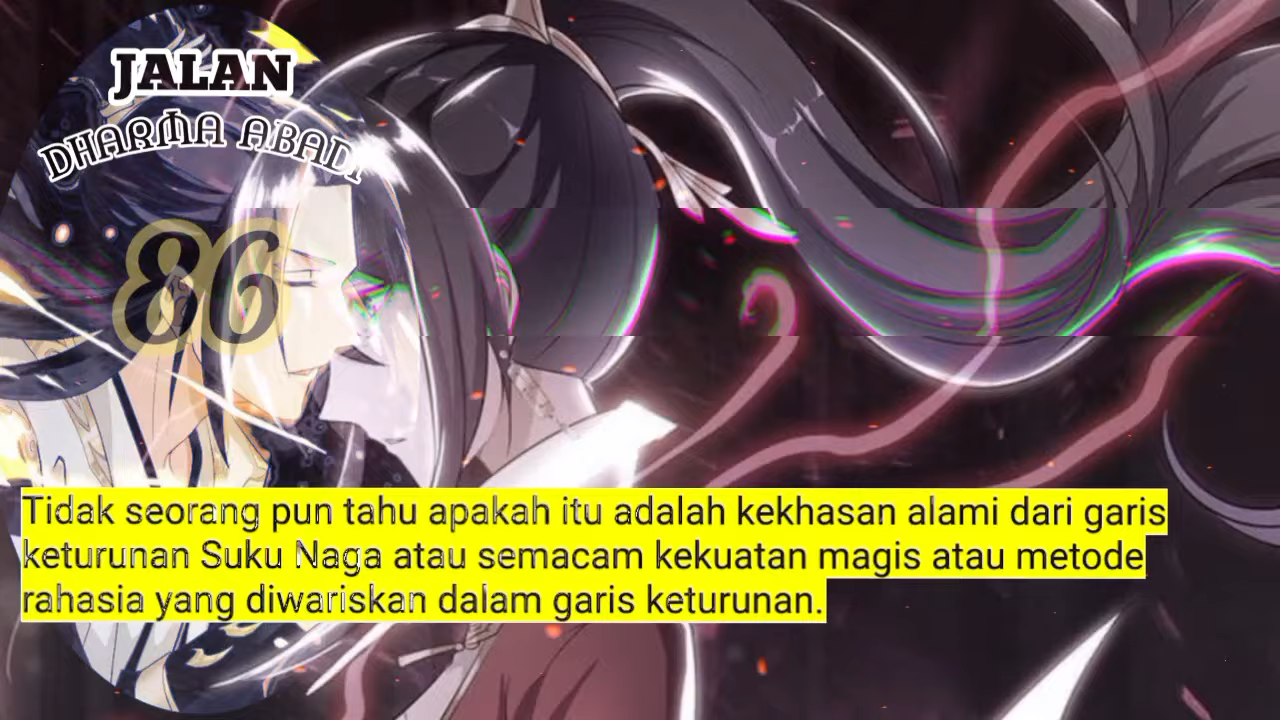 JALAN
DHARMA ABADI
86
Tidak seorang pun tahu apakah itu adalah kekhasan alami dari garis
keturunan Suku Naga atau semacam kekuatan magis atau metode
rahasia yang diwariskan dalam garis keturunan.